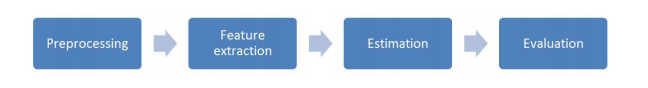 Preprocessing
Feature
extraction
Estimation
Evaluation